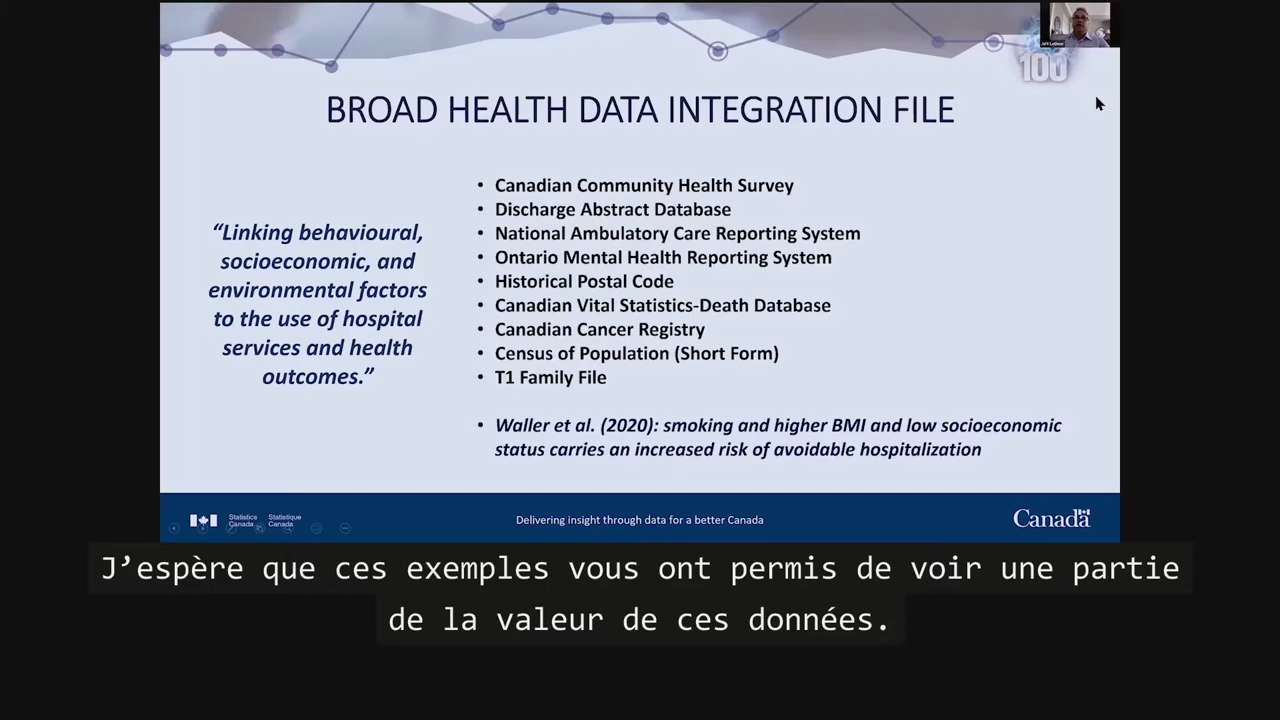 100
BROAD HEALTH DATA INTEGRATION FILE
“Linking behavioural,
socioeconomic, and
environmental factors
to the use of hospital
services and health
outcomes.”
• Canadian Community Health Survey
• Discharge Abstract Database
• National Ambulatory Care Reporting System
• Ontario Mental Health Reporting System
• Historical Postal Code
• Canadian Vital Statistics-Death Database
• Canadian Cancer Registry
• Census of Population (Short Form)
• T1 Family File
• Waller et al. (2020): smoking and higher BMI and low socioeconomic
status carries an increased risk of avoidable hospitalization
Statistics Statistique
Canada Canada
Delivering insight through data for a better Canada
Canada
J’espère que ces exemples vous ont permis de voir une partie
de la valeur de ces données.